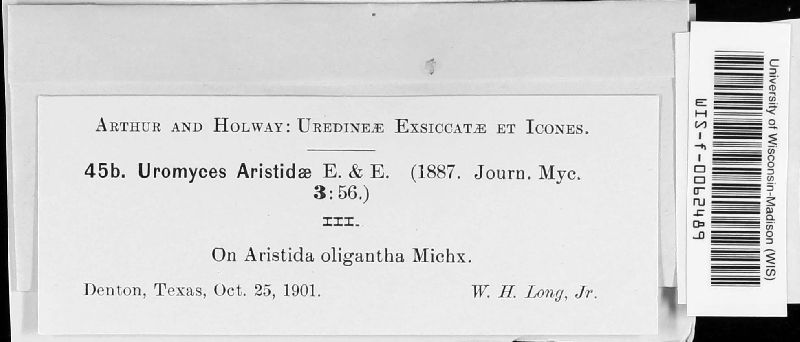 ARTHUR AND HOLWAY: UREDINEÆ EXSICCATÆ ET ICONES.
45b. Uromyces Aristidæ E. & E. (1887. Journ. Myc.
3:56.)
III.
On Aristida oligantha Michx.
Denton, Texas, Oct. 25, 1901. W. H. Long, Jr.
University of Wisconsin-Madison (WIS)
WIS-f-0062489